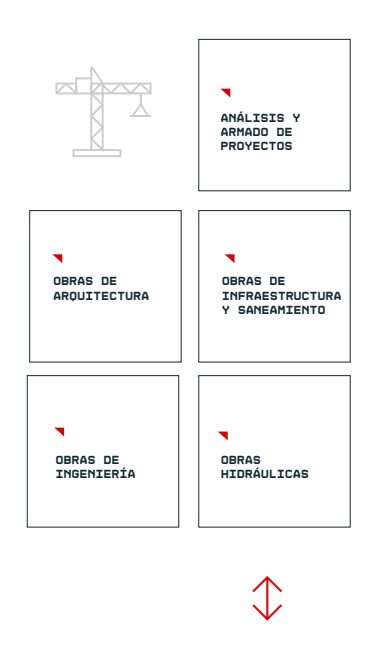 ANÁLISIS Y
ARMADO DE
PROYECTOS
OBRAS DE
ARQUITECTURA
OBRAS DE
INFRAESTRUCTURA
Y SANEAMIENTO
OBRAS DE
INGENIERÍA
OBRAS
HIDRÁULICAS